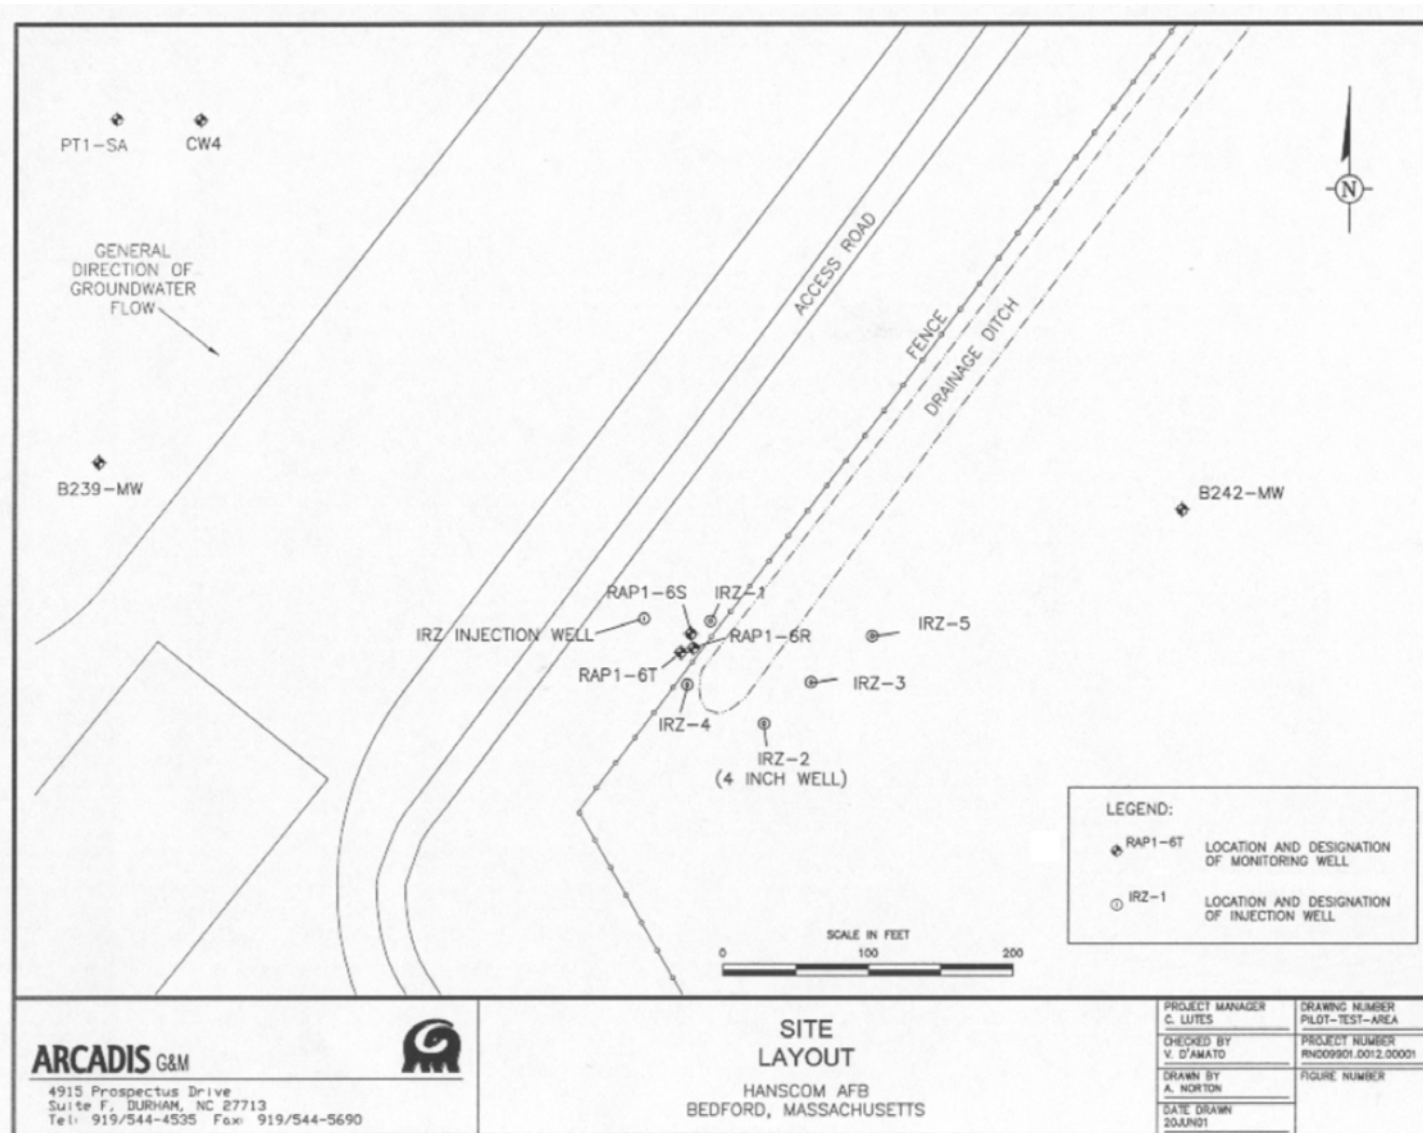 PT1-SA
CW4
GENERAL
DIRECTION OF
GROUNDWATER
FLOW
N
ACCESS ROAD
FENCE
DRAINAGE DITCH
B239-MW
B242-MW
RAP1-6S
IRZ-1
IRZ INJECTION WELL
RAP1-6R
IRZ-5
RAP1-6T
IRZ-3
IRZ-4
IRZ-2
(4 INCH WELL)
LEGEND:
RAP1-6T LOCATION AND DESIGNATION
OF MONITORING WELL
IRZ-1 LOCATION AND DESIGNATION
OF INJECTION WELL
SCALE IN FEET
0 100 200
ARCADIS G&M
4915 Prospectus Drive
Suite F, DURHAM, NC 27713
Tel: 919/544-4535 Fax: 919/544-5690
SITE
LAYOUT
HANSCOM AFB
BEDFORD, MASSACHUSETTS
PROJECT MANAGER
C. LUTES
DRAWING NUMBER
PILOT-TEST-AREA
CHECKED BY
V. D'AMATO
PROJECT NUMBER
RN009901.0012.00001
DRAWN BY
A. NORTON
FIGURE NUMBER
DATE DRAWN
20JUN01